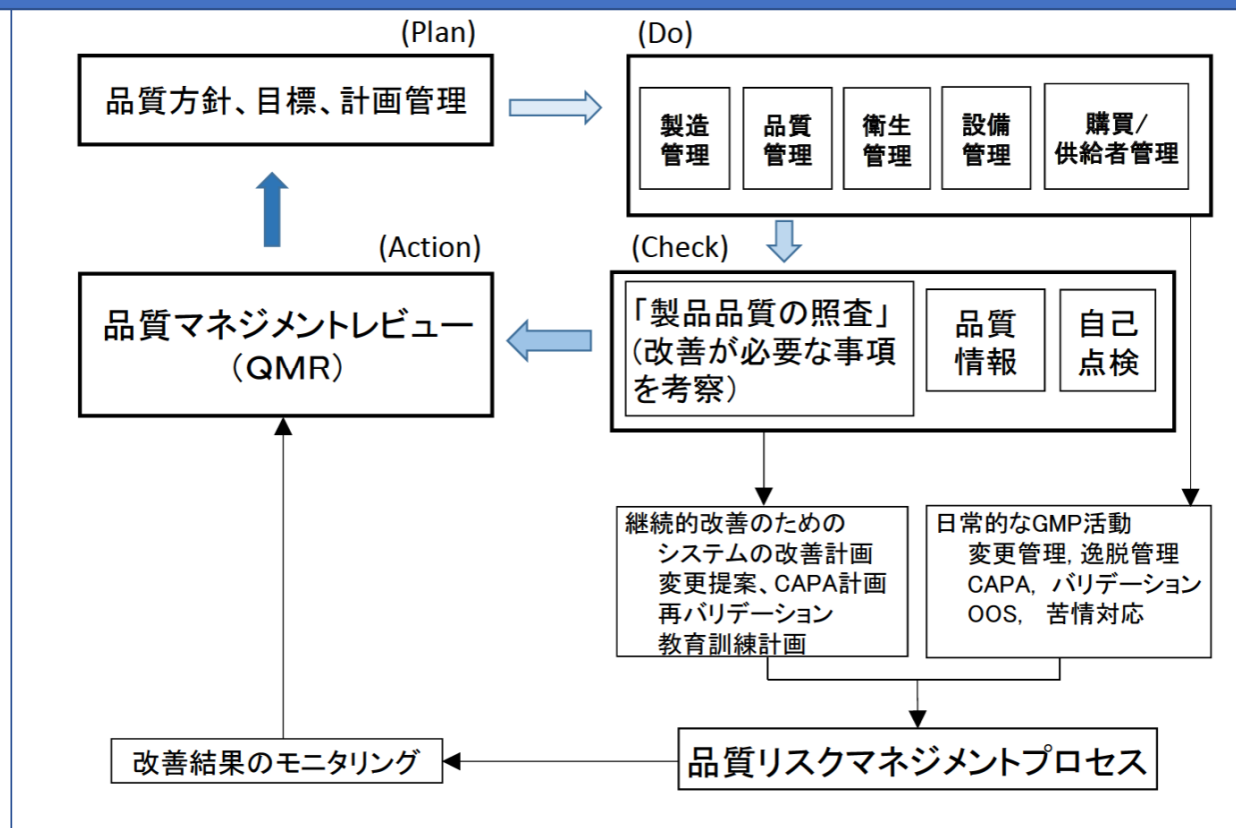 (Plan)
品質方針、目標、計画管理
(Do)
製造
管理
品質
管理
衛生
管理
設備
管理
購買/
供給者管理
(Action)
品質マネジメントレビュー
(QMR)
(Check)
「製品品質の照査」
(改善が必要な事項
を考察)
品質
情報
自己
点検
継続的改善のための
システムの改善計画
変更提案、CAPA計画
再バリデーション
教育訓練計画
日常的なGMP活動
変更管理, 逸脱管理
CAPA, バリデーション
OOS, 苦情対応
改善結果のモニタリング
品質リスクマネジメントプロセス